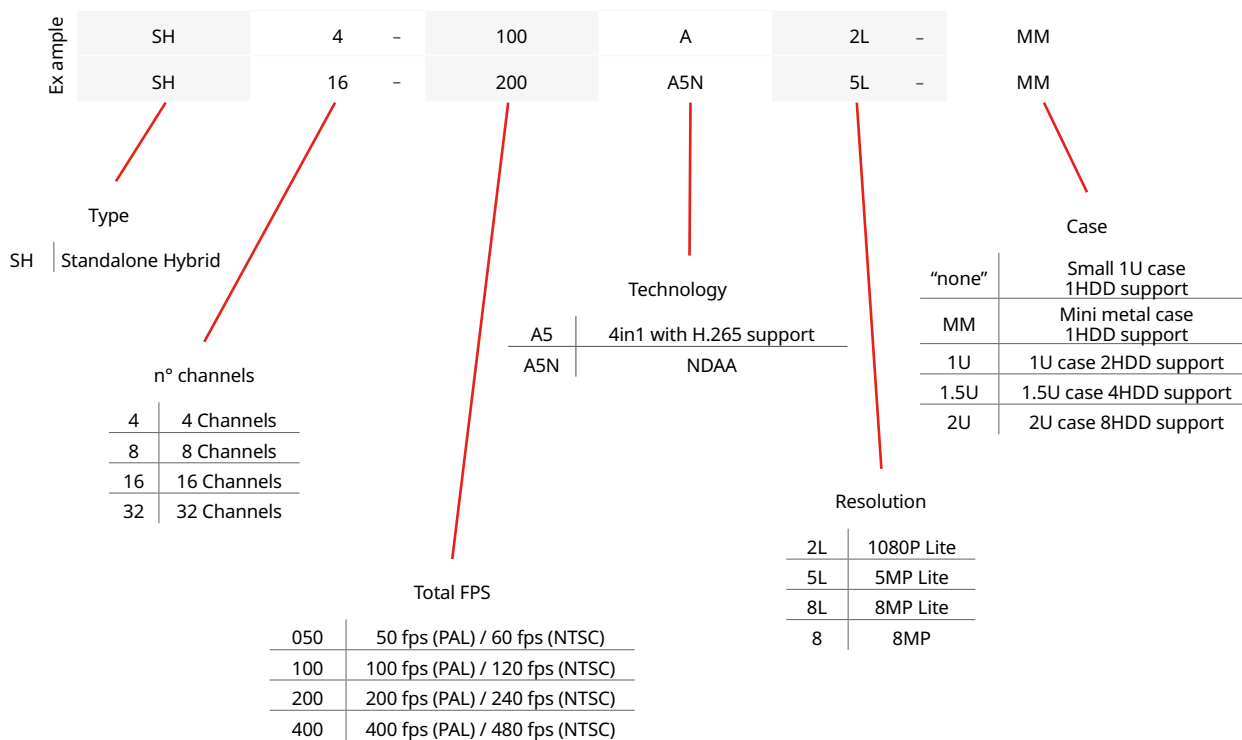 Ex ample
SH 4 – 100 A 2L – MM
SH 16 – 200 A5N 5L – MM
Type
SH Standalone Hybrid
n° channels
4 4 Channels
8 8 Channels
16 16 Channels
32 32 Channels
Total FPS
050 50 fps (PAL) / 60 fps (NTSC)
100 100 fps (PAL) / 120 fps (NTSC)
200 200 fps (PAL) / 240 fps (NTSC)
400 400 fps (PAL) / 480 fps (NTSC)
Technology
A5 4in1 with H.265 support
A5N NDAA
Resolution
2L 1080P Lite
5L 5MP Lite
8L 8MP Lite
8 8MP
Case
“none” Small 1U case
1HDD support
MM Mini metal case
1HDD support
1U 1U case 2HDD support
1.5U 1.5U case 4HDD support
2U 2U case 8HDD support